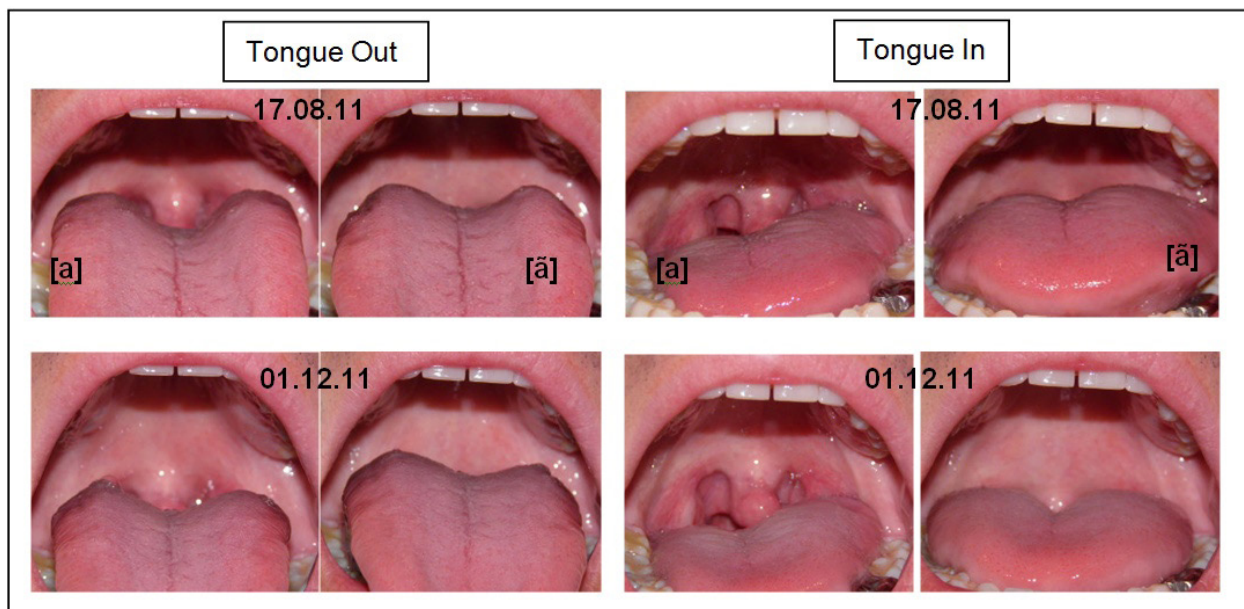 Tongue Out
Tongue In
17.08.11
17.08.11
[a]
[ã]
[a]
[ã]
01.12.11
01.12.11